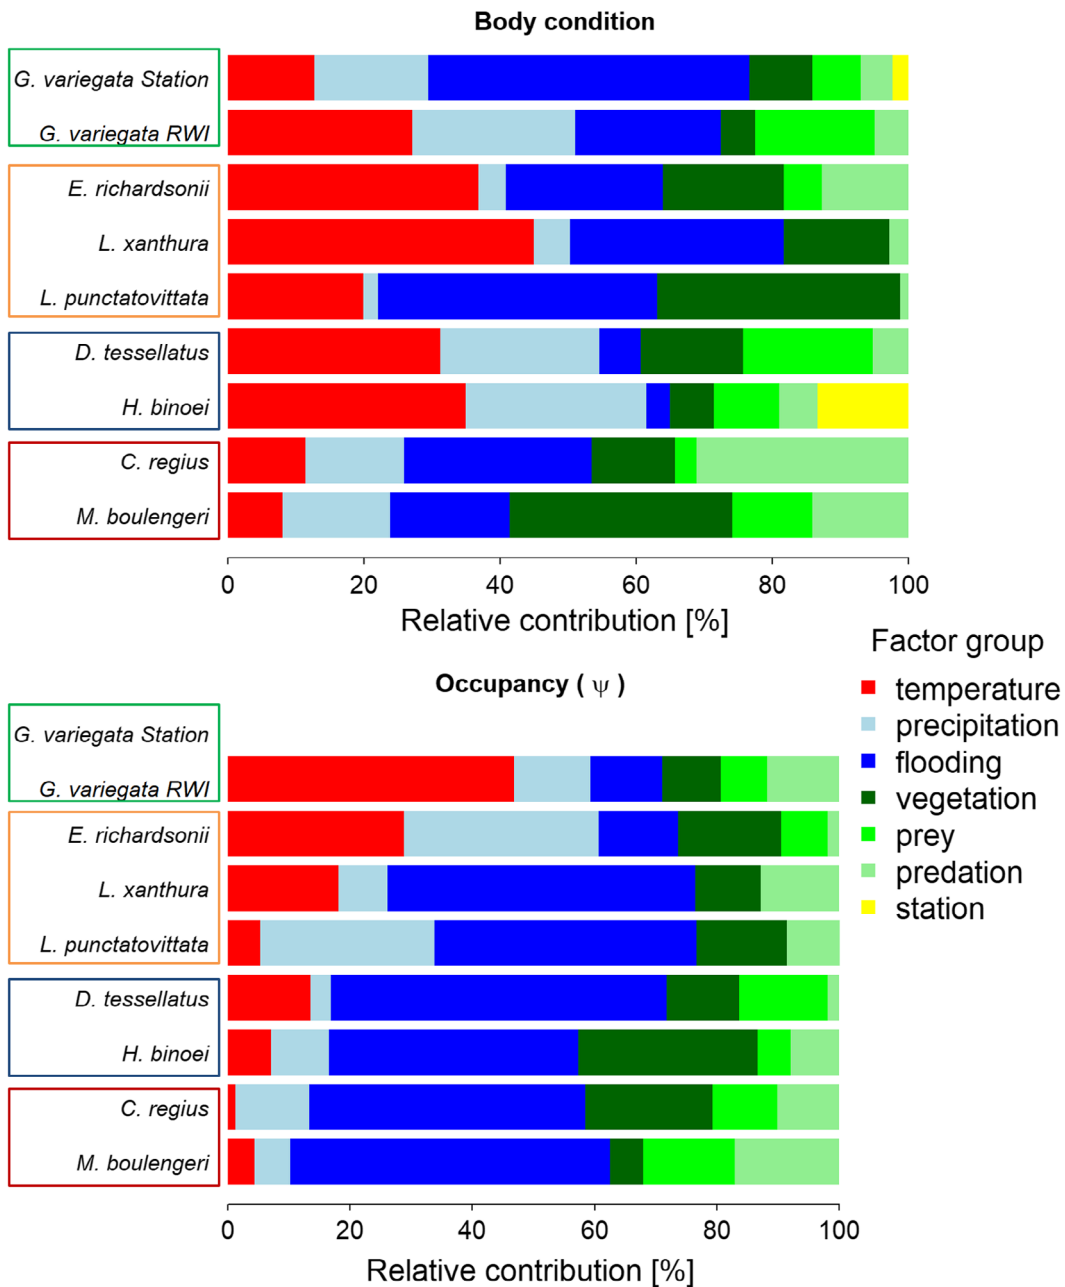 Body condition
G. variegata Station
G. variegata RWI
E. richardsonii
L. xanthura
L. punctatovittata
D. tessellatus
H. binoei
C. regius
M. boulengeri
0 20 40 60 80 100
Relative contribution [%]
Factor group
temperature
precipitation
flooding
vegetation
prey
predation
station
Occupancy ( ψ )
G. variegata Station
G. variegata RWI
E. richardsonii
L. xanthura
L. punctatovittata
D. tessellatus
H. binoei
C. regius
M. boulengeri
0 20 40 60 80 100
Relative contribution [%]